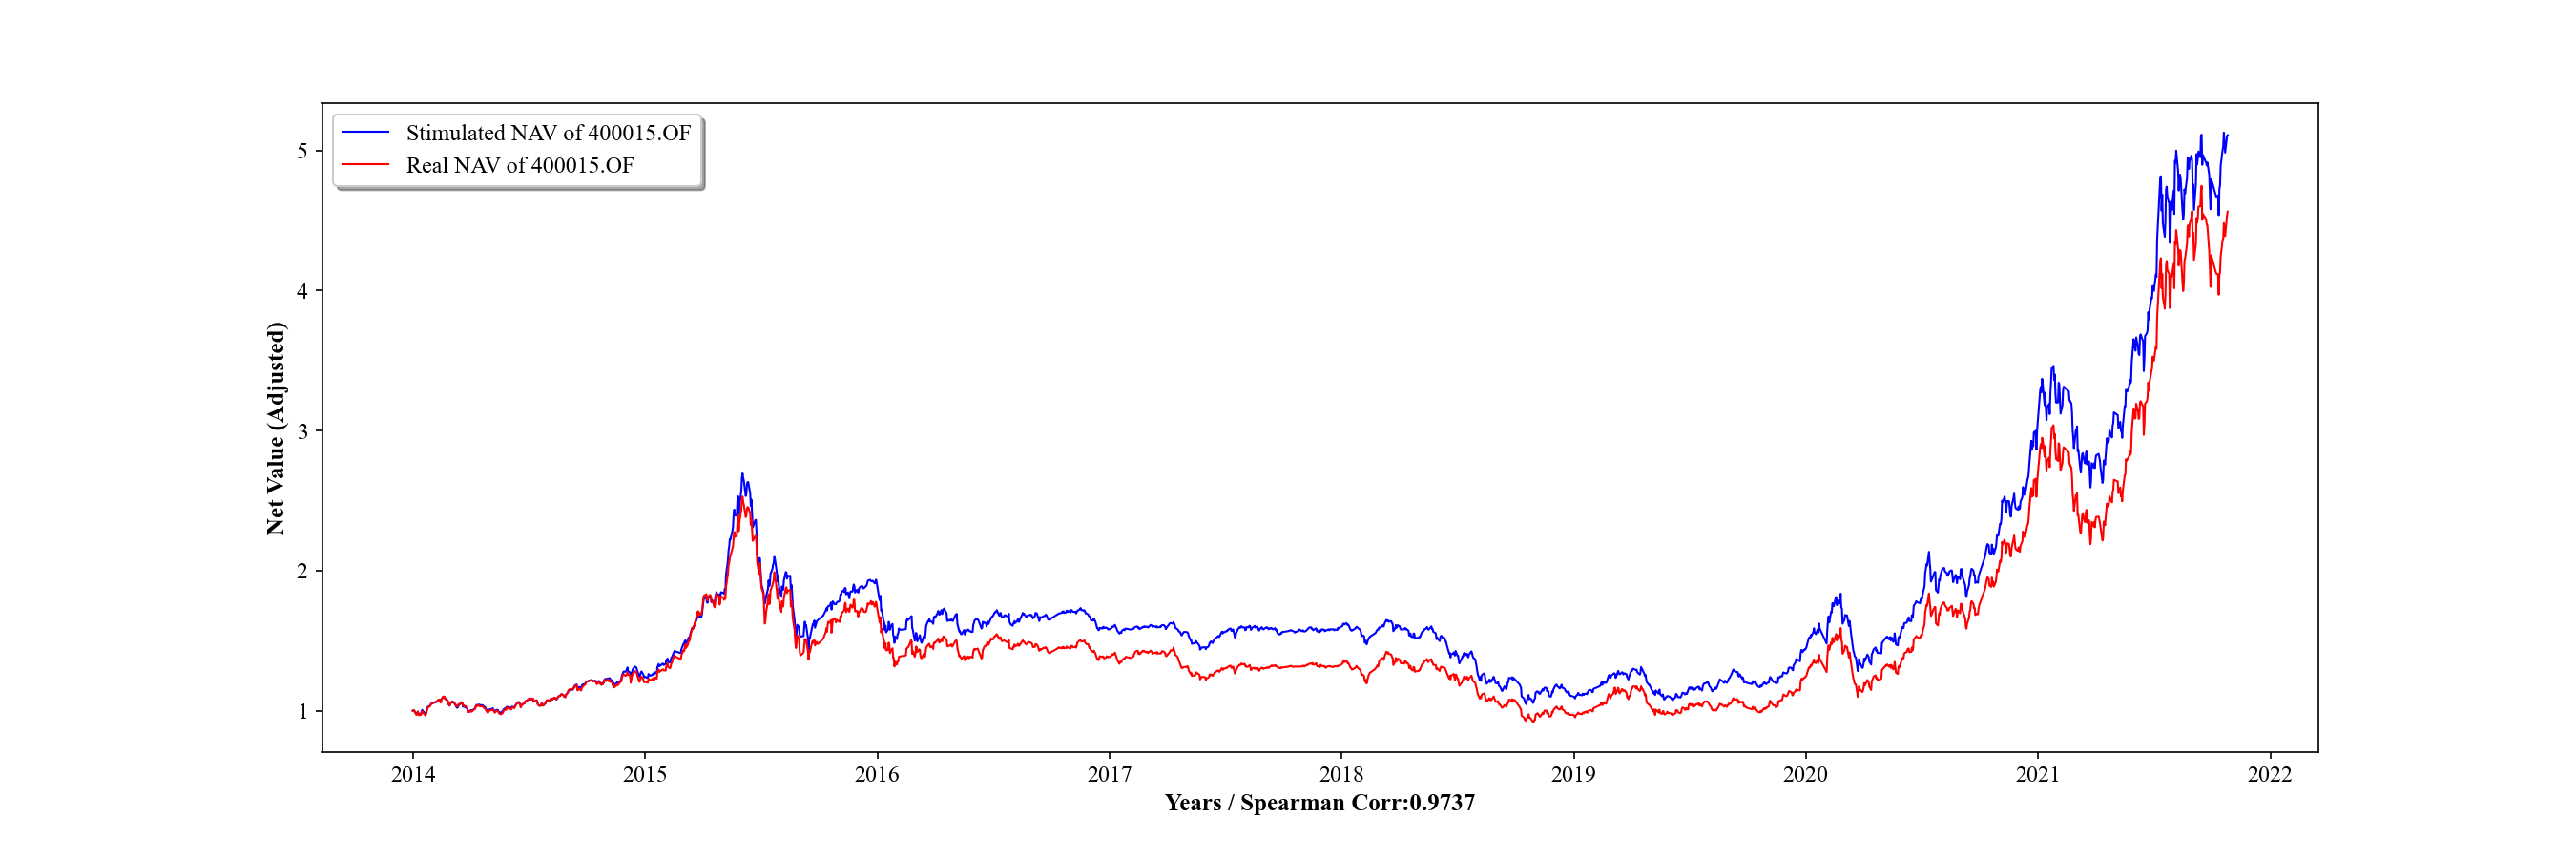 Stimulated NAV of 400015.OF
Real NAV of 400015.OF
Net Value (Adjusted)
5
4
3
2
1
2014 2015 2016 2017 2018 2019 2020 2021 2022
Years / Spearman Corr:0.9737